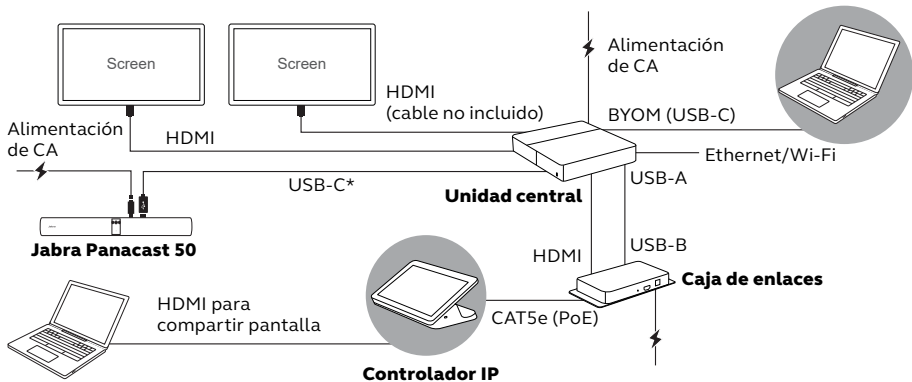 Screen
Screen
Alimentación
de CA
HDMI
(cable no incluido)
BYOM (USB-C)
Alimentación
de CA
HDMI
Ethernet/Wi-Fi
USB-C*
USB-A
Unidad central
Jabra Panacast 50
HDMI
USB-B
Caja de enlaces
HDMI para
compartir pantalla
CAT5e (PoE)
Controlador IP